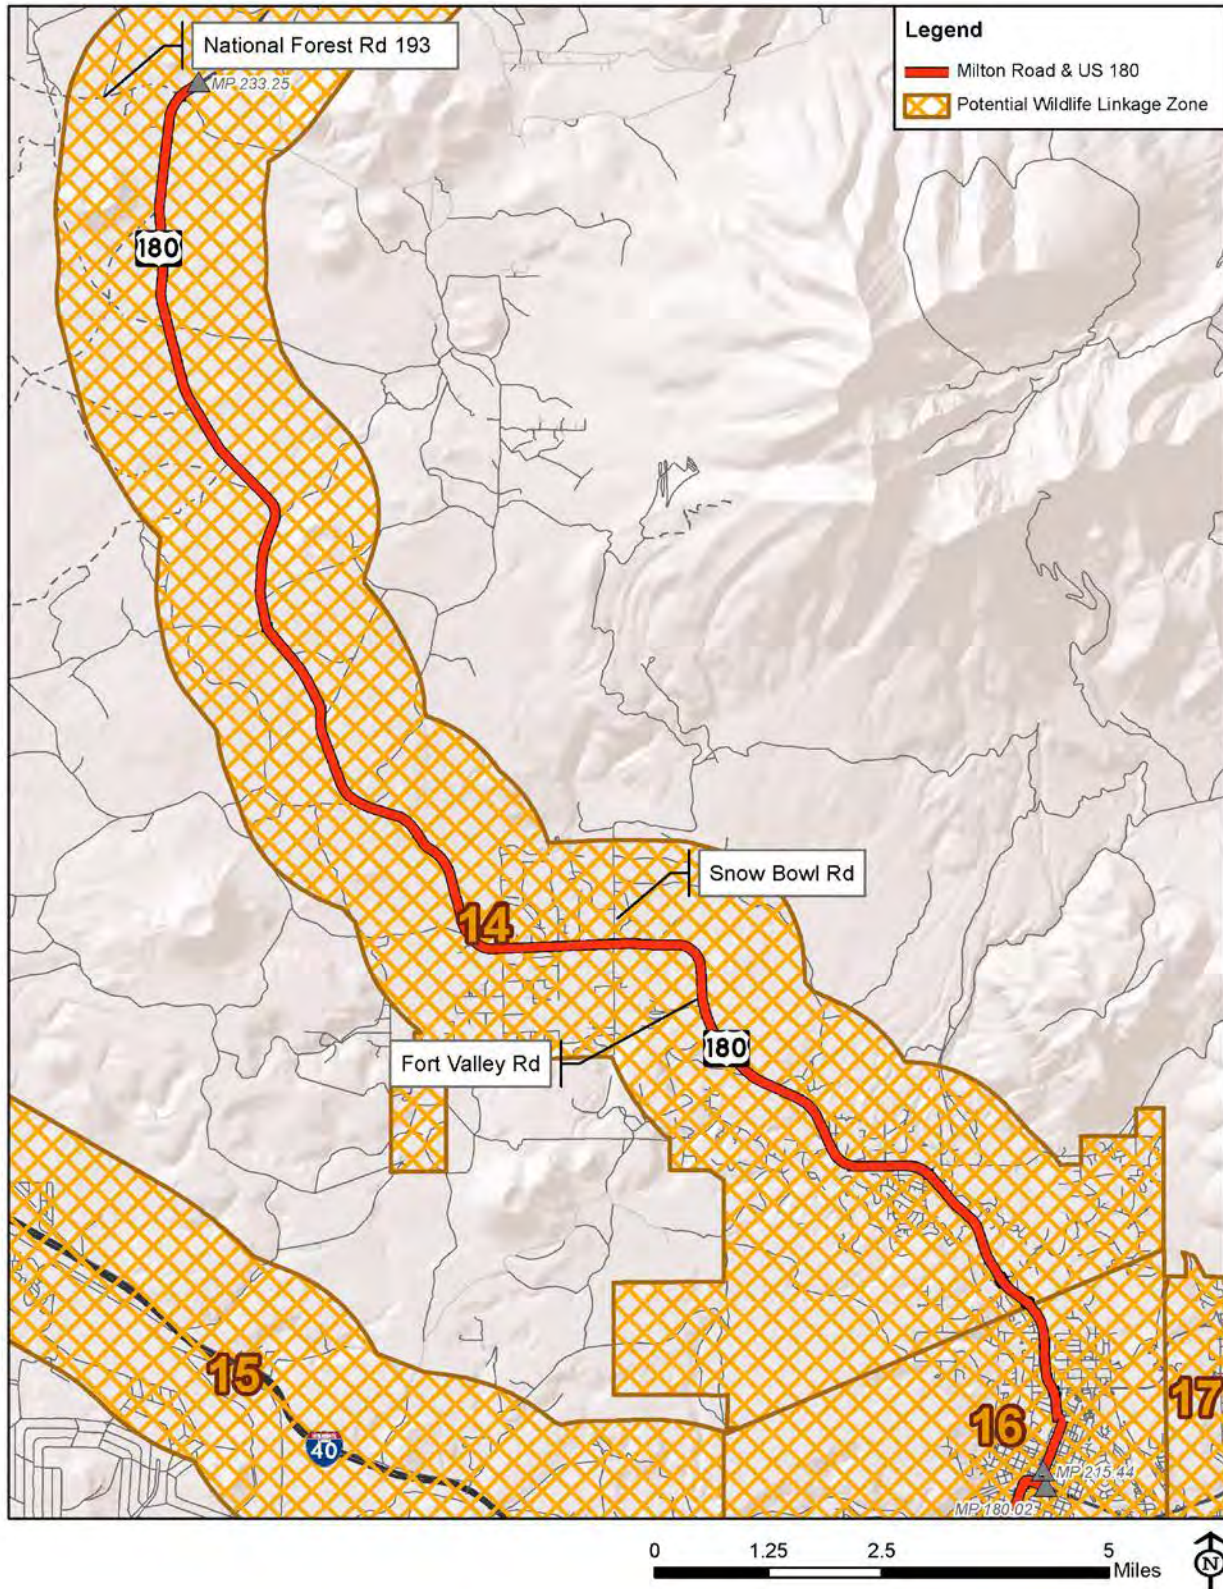 National Forest Rd 193
MP 233.25
Legend
Milton Road & US 180
Potential Wildlife Linkage Zone
180
Snow Bowl Rd
14
180
Fort Valley Rd
15
40
16
17
MP 215.44
MP 180.02
0 1.25 2.5 5
Miles
N